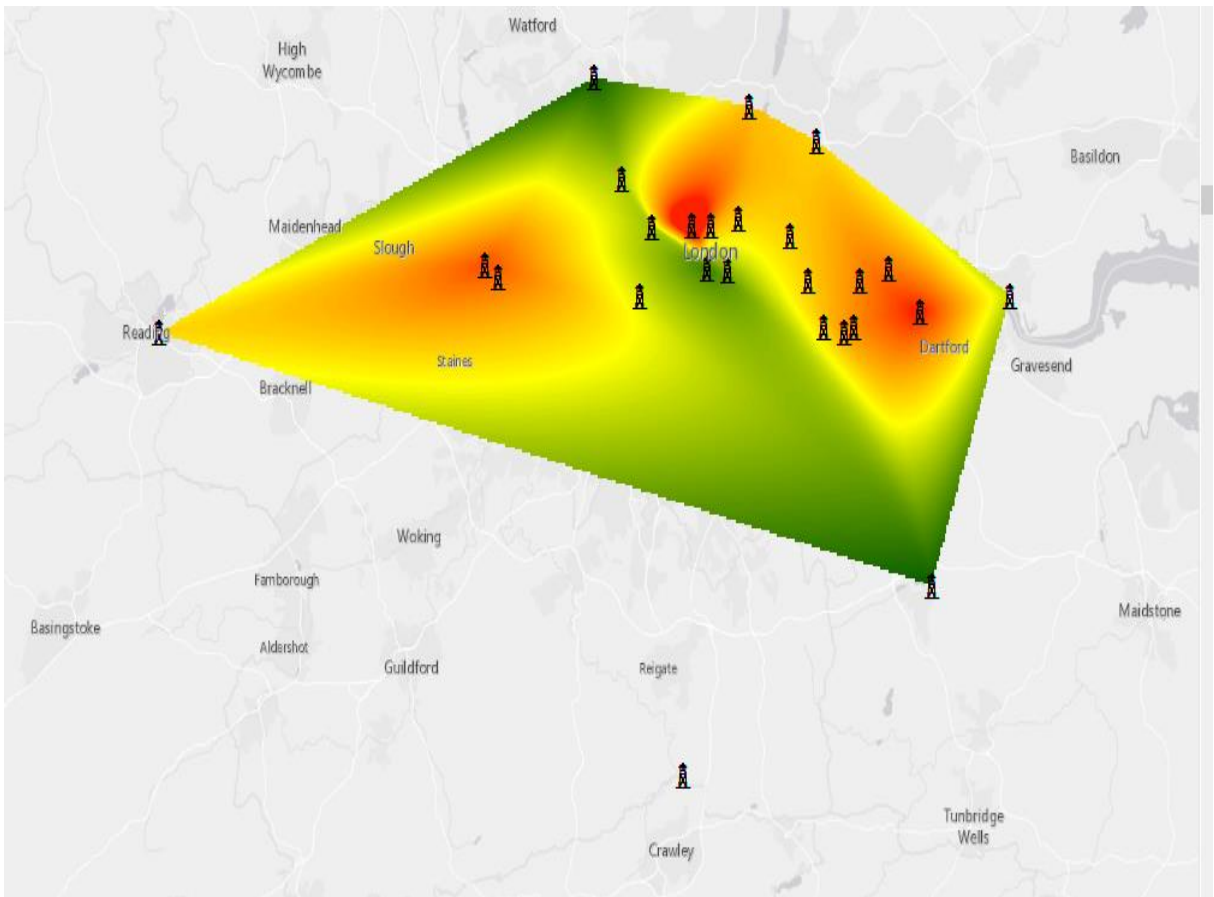 Watford
High
Wycombe
Basildon
Maidenhead
Slough
London
Reading
Staines
Dartford
Gravesend
Bracknell
Woking
Farnborough
Basingstoke
Aldershot
Guildford
Reigate
Maidstone
Tunbridge
Wells
Crawley